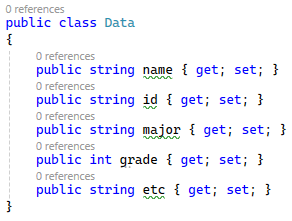 0 references
public class Data
{
0 references
public string name { get; set; }
0 references
public string id { get; set; }
0 references
public string major { get; set; }
0 references
public int grade { get; set; }
0 references
public string etc { get; set; }
}